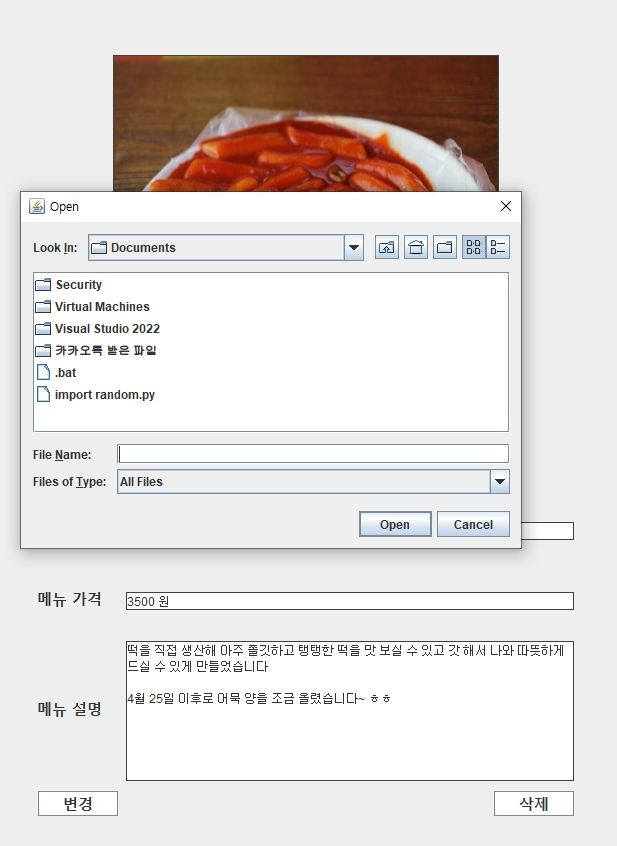 Open
Look In: Documents
Security
Virtual Machines
Visual Studio 2022
카카오톡 받은 파일
.bat
import random.py
File Name:
Files of Type: All Files
Open Cancel
메뉴 가격 3500 원
떡을 직접 생산해 아주 쫄깃하고 탱탱한 떡을 맛 보실 수 있고 갓 해서 나와 따뜻하게
드실 수 있게 만들었습니다
4월 25일 이후로 어묵 양을 조금 올렸습니다~ ㅎㅎ
메뉴 설명
변경 삭제